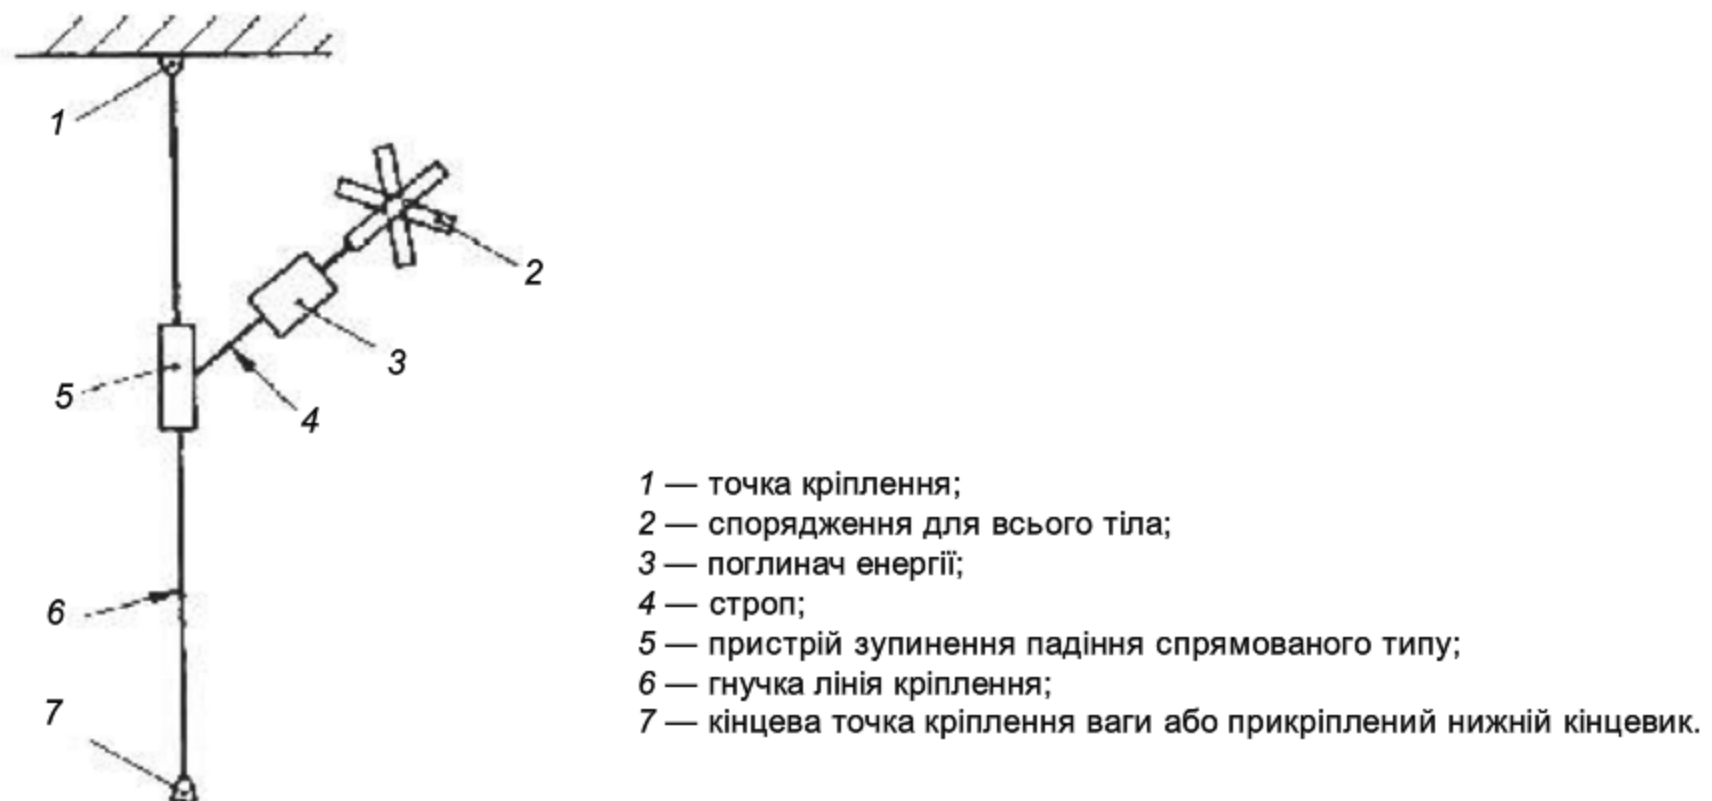 1
2
3
5
4
6
7
1 — точка кріплення;
2 — спорядження для всього тіла;
3 — поглинач енергії;
4 — строп;
5 — пристрій зупинення падіння спрямованого типу;
6 — гнучка лінія кріплення;
7 — кінцева точка кріплення ваги або прикріплений нижній кінцевик.